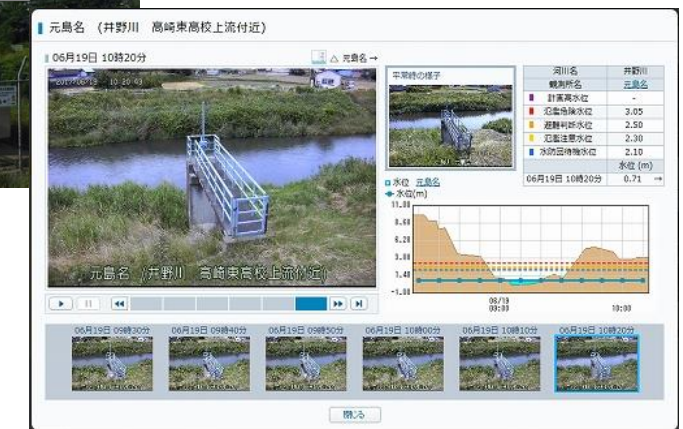 元島名 (井野川 高崎東高校上流付近)
06月19日 10時20分
△ 元島名 →
2017/06/19 10:20:03
元島名 (井野川 高崎東高校上流付近)
平常時の様子
河川名 井野川
観測所名 元島名
計画高水位 -
氾濫危険水位 3.05
避難判断水位 2.50
氾濫注意水位 2.30
水防団待機水位 2.10
水位 (m)
06月19日 10時20分 0.71 →
水位 元島名
水位(m)
11.00
8.60
6.20
3.80
1.40
-1.00
06/19
09:00
10:00
06月19日 09時30分 06月19日 09時40分 06月19日 09時50分 06月19日 10時00分 06月19日 10時10分 06月19日 10時20分
閉じる